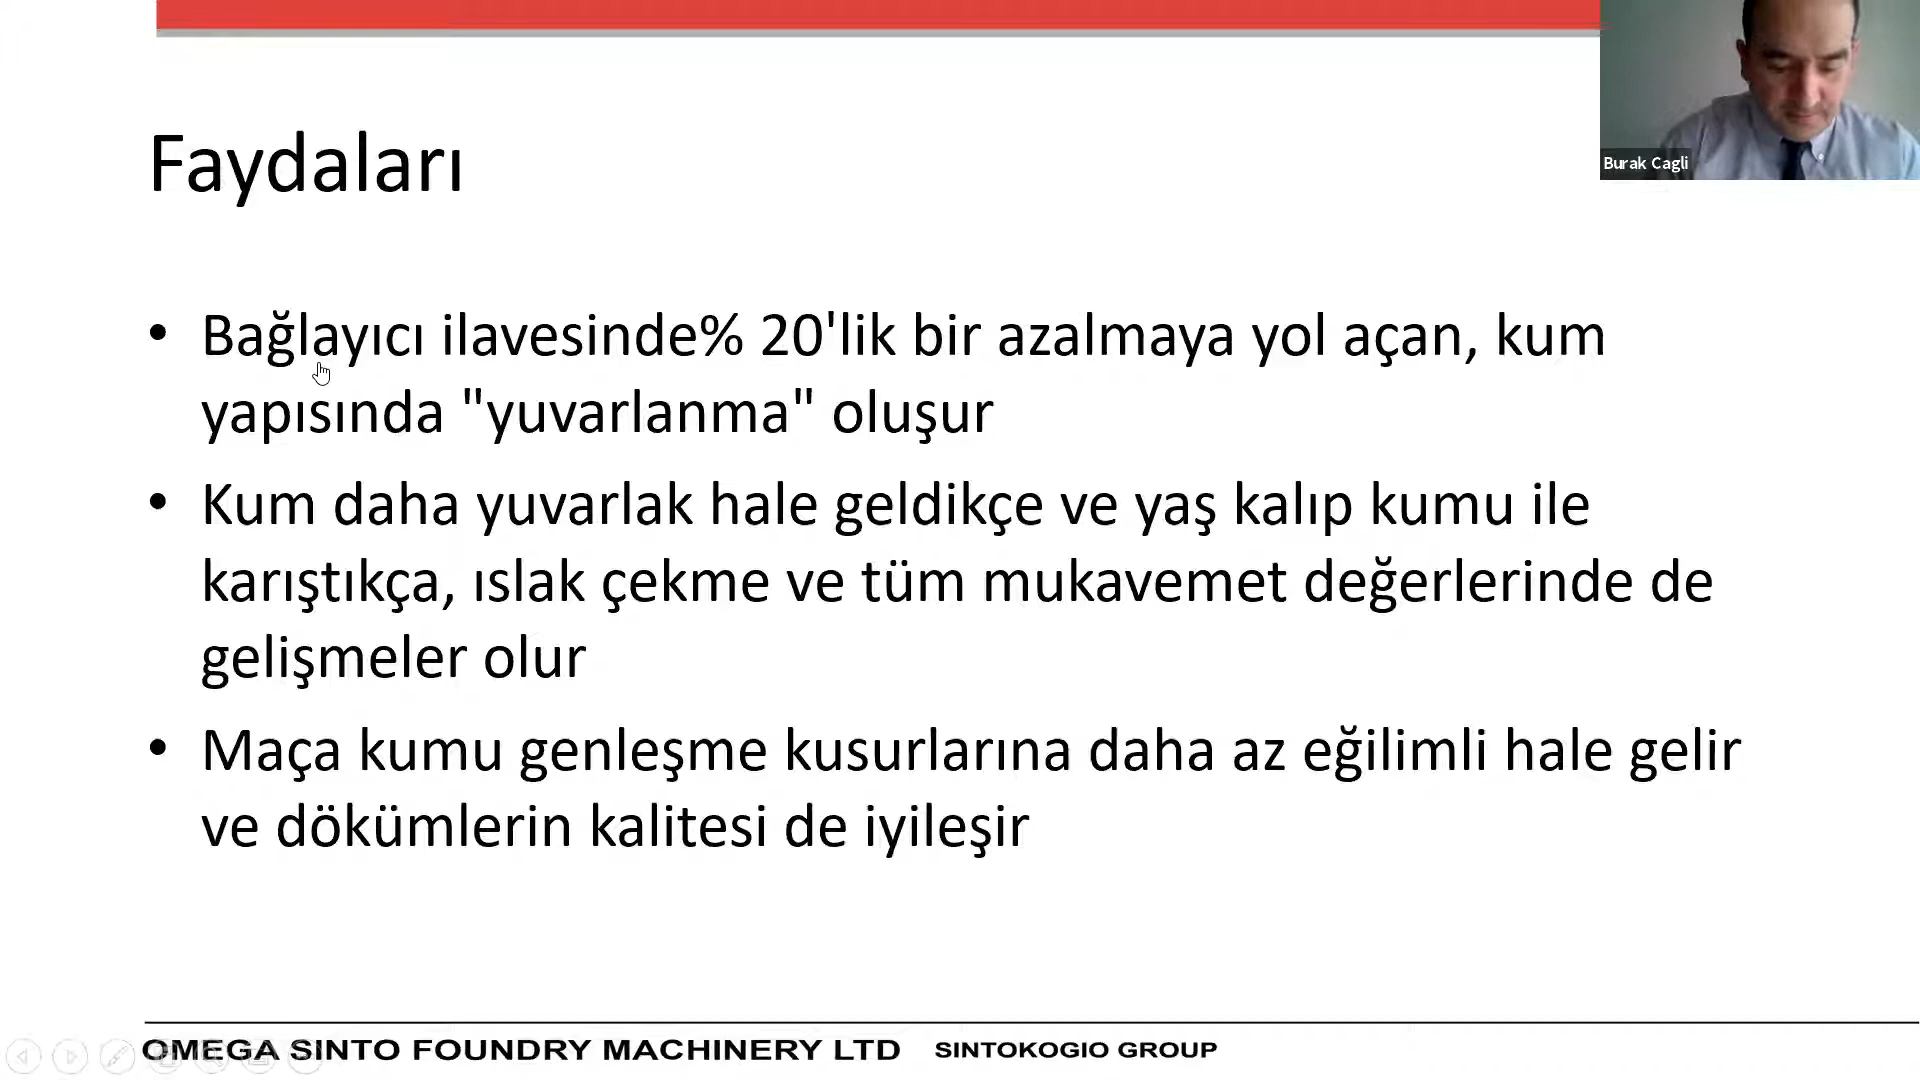 Burak Cagli
Faydaları
• Bağlayıcı ilavesinde% 20'lik bir azalmaya yol açan, kum
yapısında "yuvarlanma" oluşur
• Kum daha yuvarlak hale geldikçe ve yaş kalıp kumu ile
karıştıkça, ıslak çekme ve tüm mukavemet değerlerinde de
gelişmeler olur
• Maça kumu genleşme kusurlarına daha az eğilimli hale gelir
ve dökümlerin kalitesi de iyileşir
OMEGA SINTO FOUNDRY MACHINERY LTD SINTOKOGIO GROUP